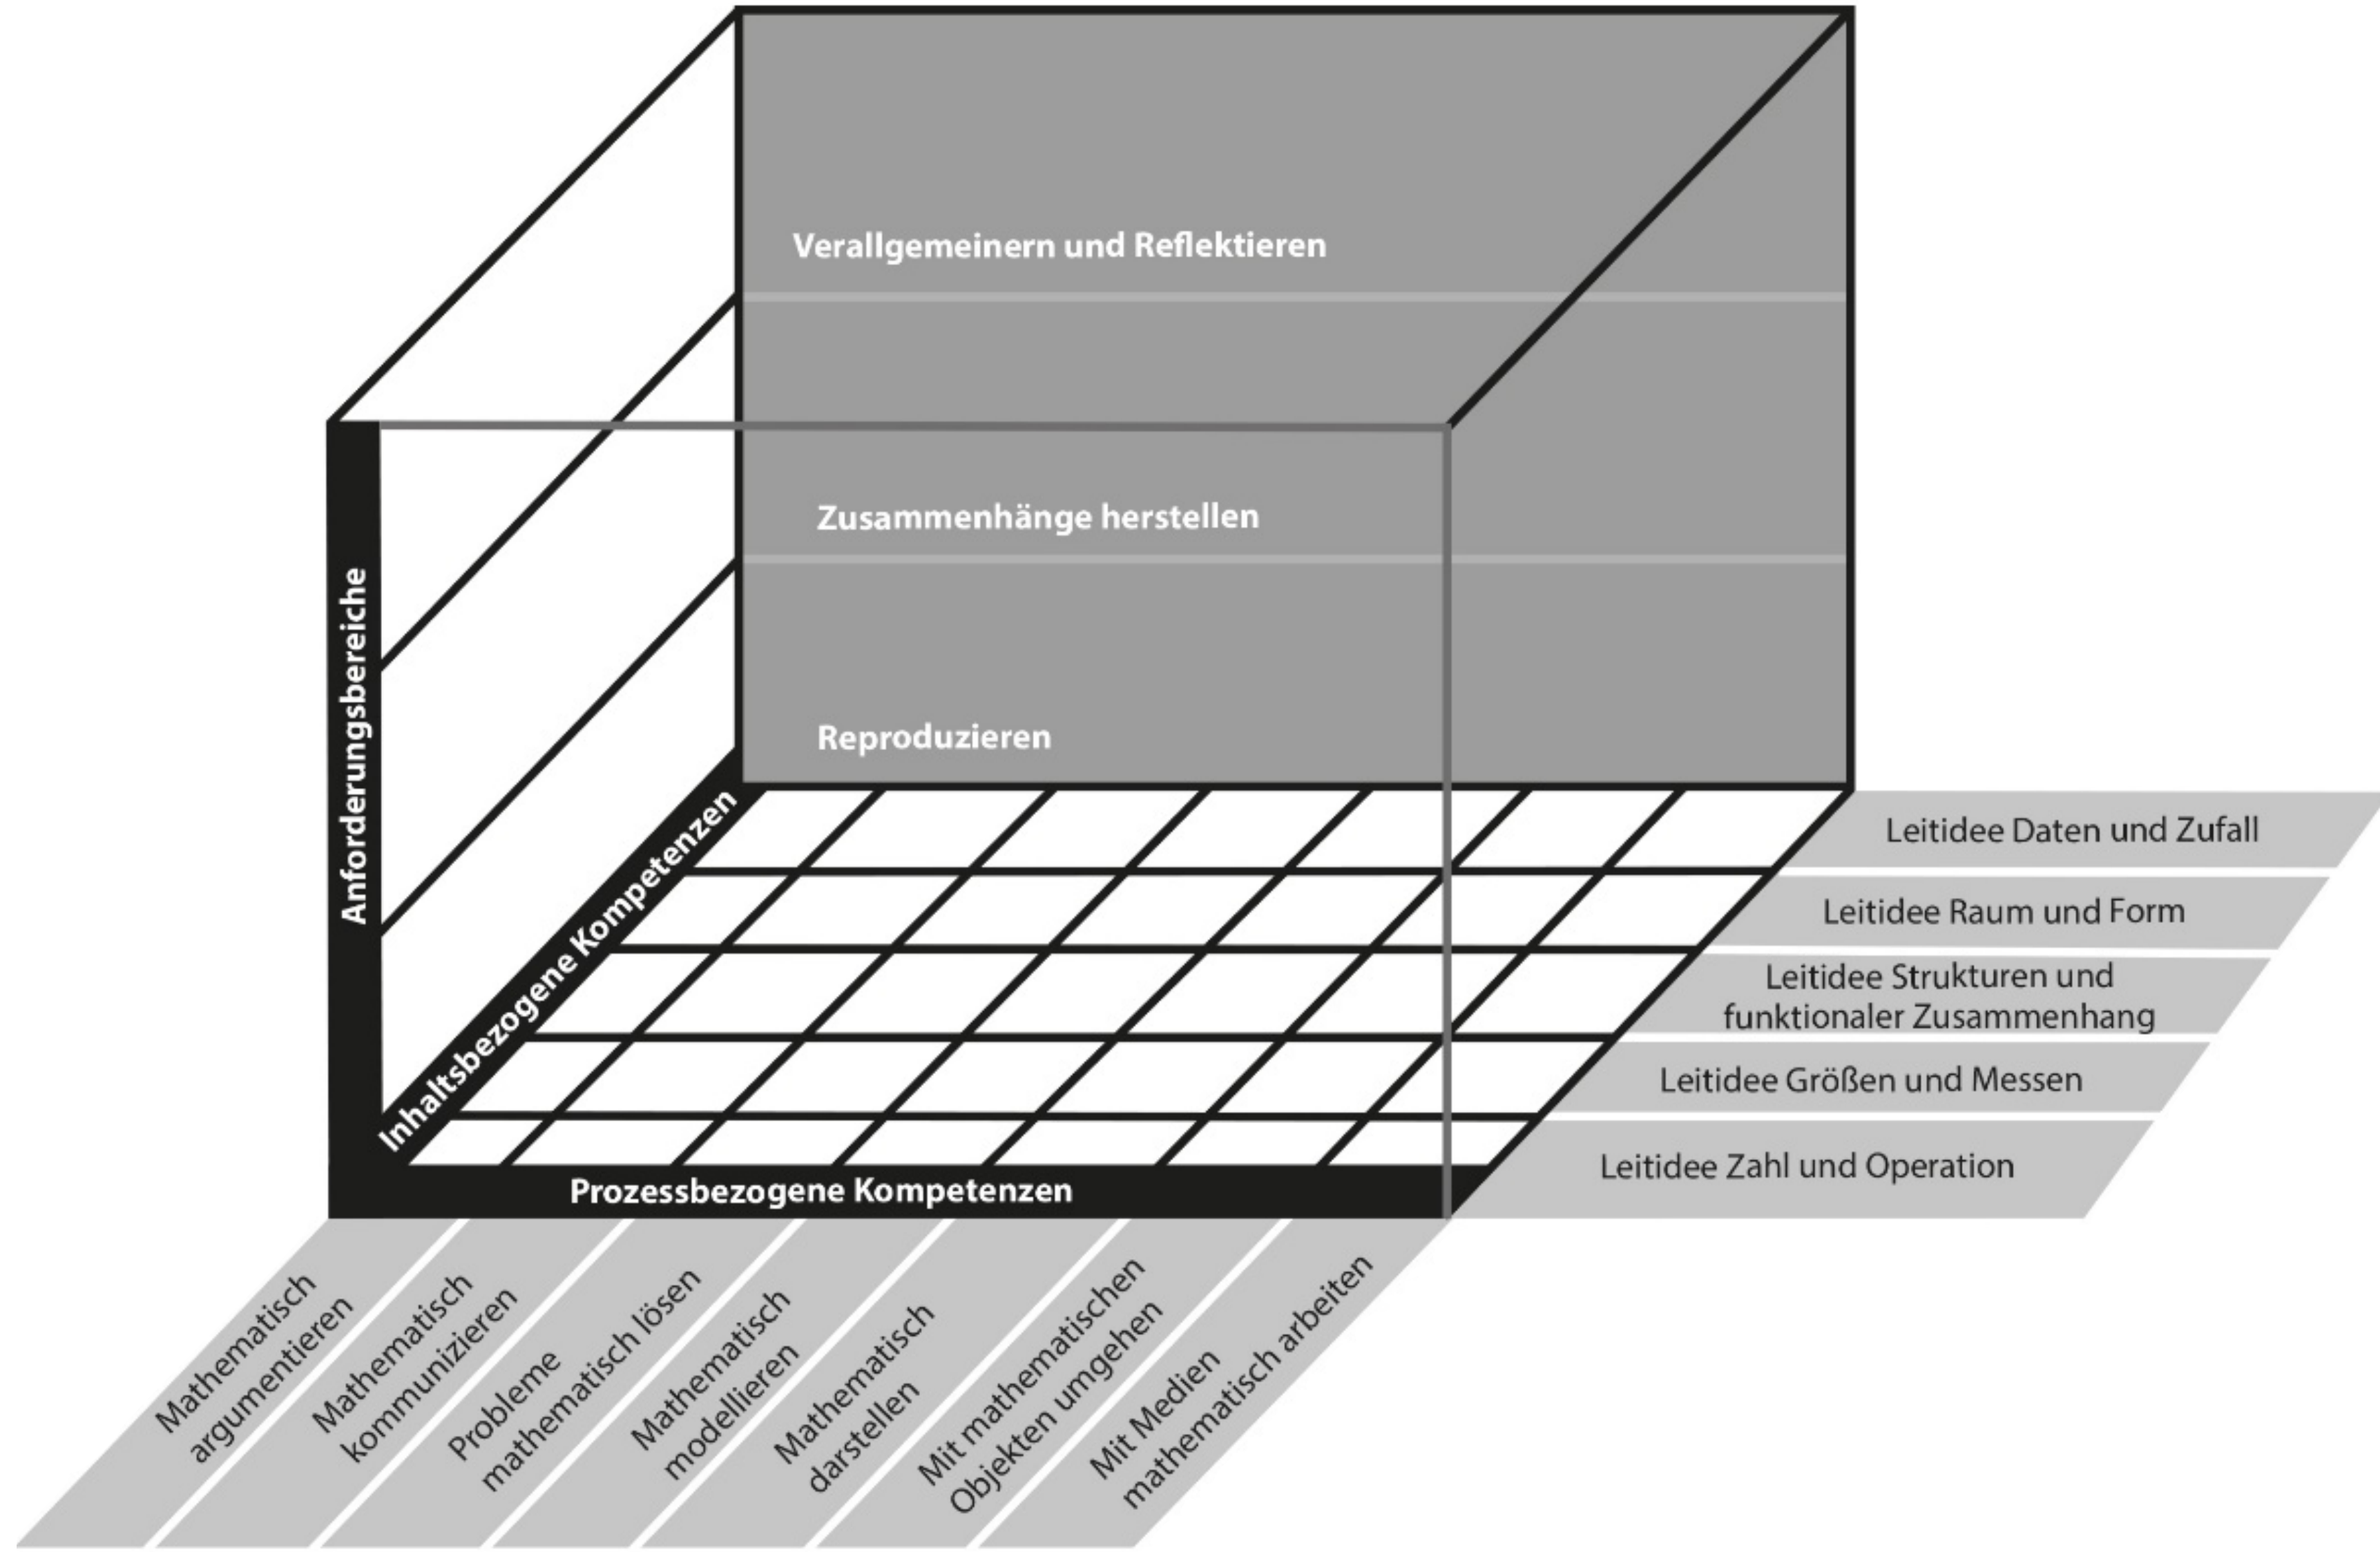 Verallgemeinern und Reflektieren
Zusammenhänge herstellen
Reproduzieren
Anforderungsbereiche
Inhaltsbezogene Kompetenzen
Prozessbezogene Kompetenzen
Leitidee Daten und Zufall
Leitidee Raum und Form
Leitidee Strukturen und
funktionaler Zusammenhang
Leitidee Größen und Messen
Leitidee Zahl und Operation
Mathematisch
argumentieren
Mathematisch
kommunizieren
Probleme
mathematisch lösen
Mathematisch
modellieren
Mathematisch
darstellen
Mit mathematischen
Objekten umgehen
Mit Medien
mathematisch arbeiten